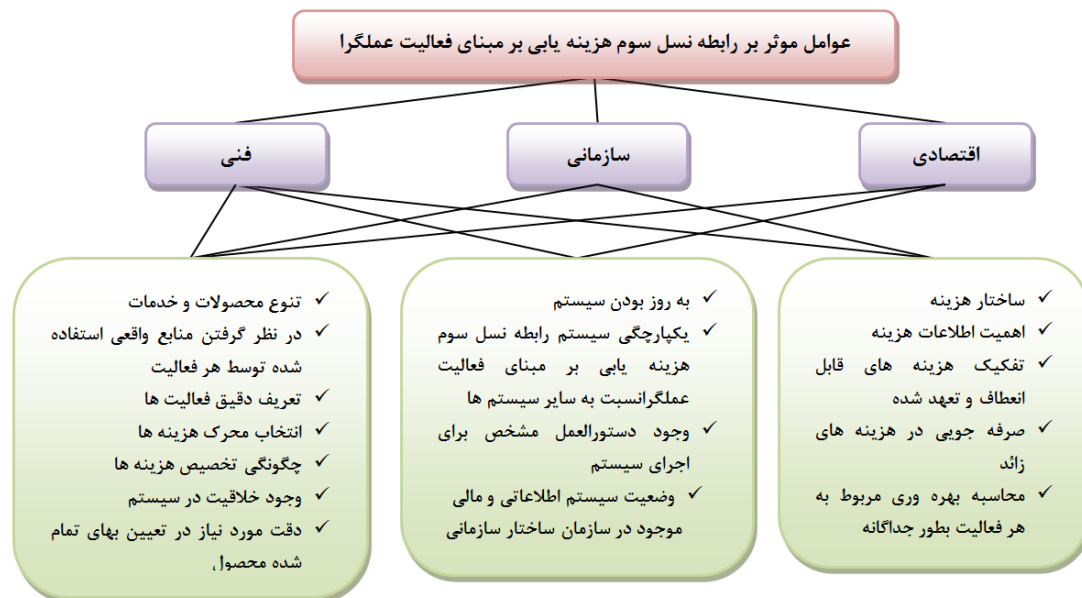 عوامل موثر بر رابطه نسل سوم هزینه یابی بر مبنای فعالیت عملگرا
اقتصادی
سازمانی
فنی
✓ ساختار هزینه
✓ اهمیت اطلاعات هزینه
✓ تفکیک هزینه های قابل
انعطاف و تعهد شده
✓ صرفه جویی در هزینه های
زائد
✓ محاسبه بهره وری مربوط به
هر فعالیت بطور جداگانه
✓ به روز بودن سیستم
✓ یکپارچگی سیستم رابطه نسل سوم
هزینه یابی بر مبنای فعالیت
عملگرانسبت به سایر سیستم ها
✓ وجود دستورالعمل مشخص برای
اجرای سیستم
✓ وضعیت سیستم اطلاعاتی و مالی
موجود در سازمان ساختار سازمانی
✓ تنوع محصولات و خدمات
✓ در نظر گرفتن منابع واقعی استفاده
شده توسط هر فعالیت
✓ تعریف دقیق فعالیت ها
✓ انتخاب محرک هزینه ها
✓ چگونگی تخصیص هزینه ها
✓ وجود خلاقیت در سیستم
✓ دقت مورد نیاز در تعیین بهای تمام
شده محصول